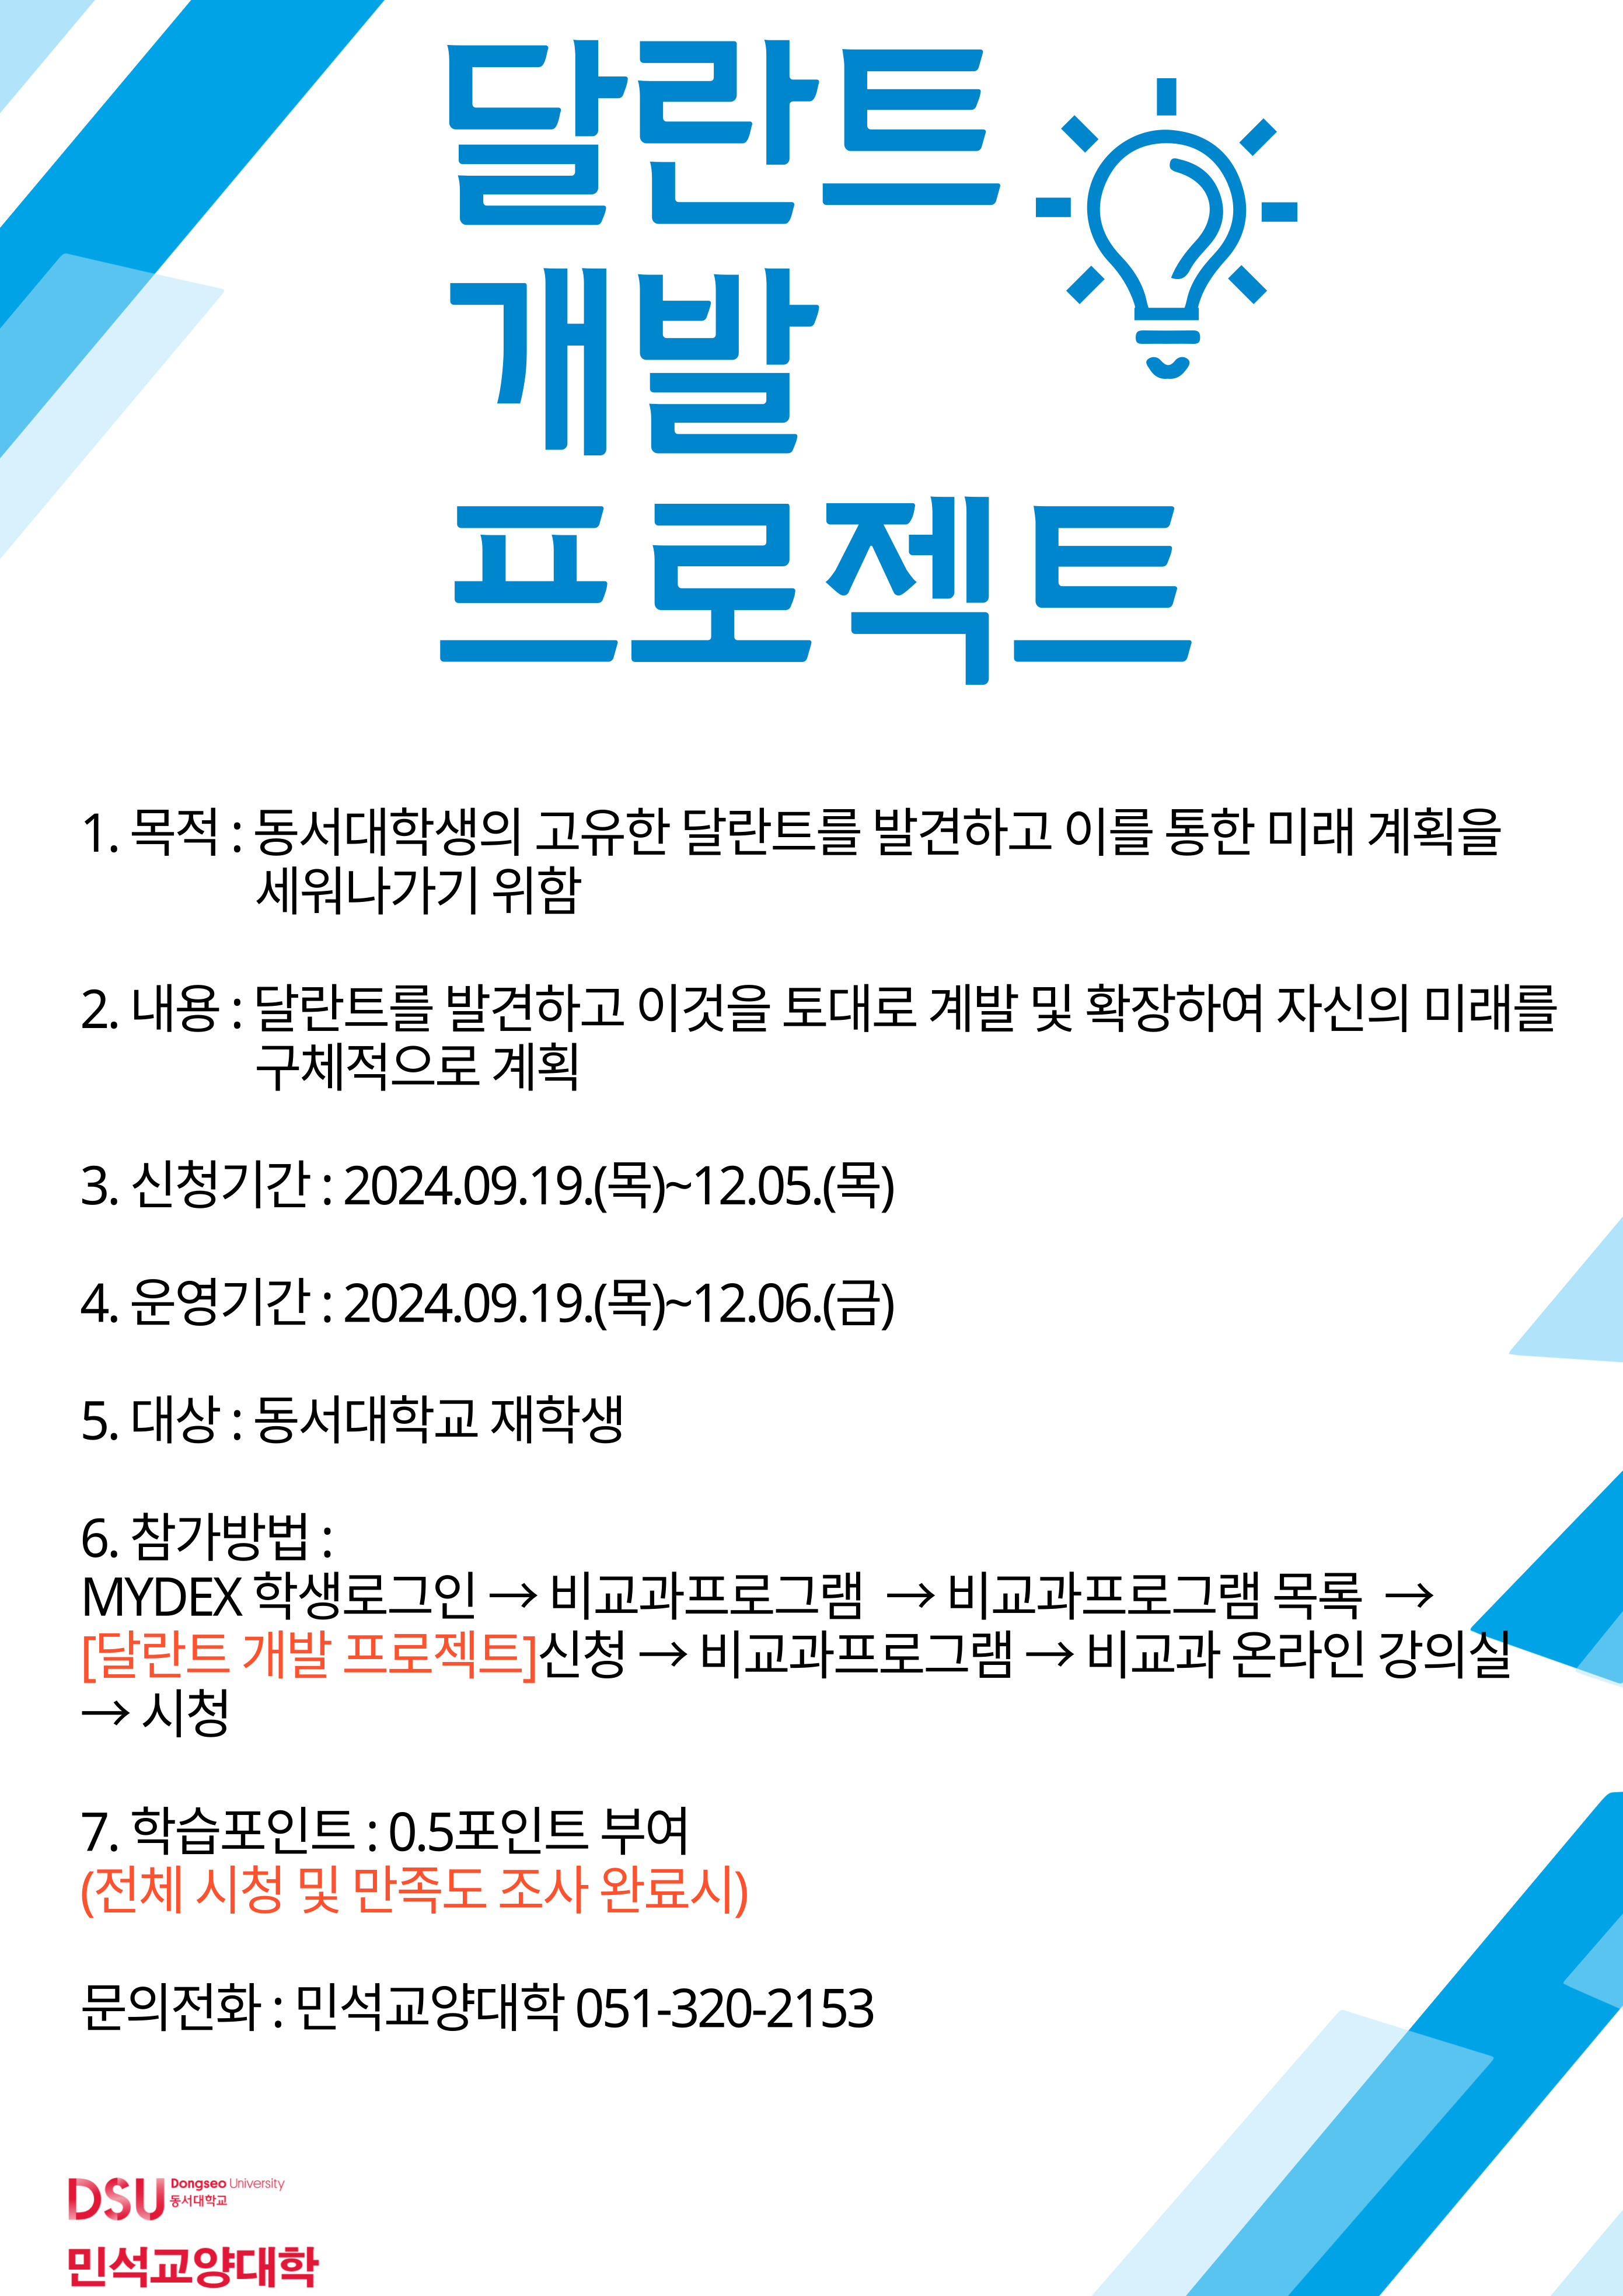 달란트
개발
프로젝트
1. 목적 : 동서대학생의 고유한 달란트를 발견하고 이를 통한 미래 계획을
세워나가기 위함
2. 내용 : 달란트를 발견하고 이것을 토대로 계발 및 확장하여 자신의 미래를
구체적으로 계획
3. 신청기간 : 2024.09.19.(목)~12.05.(목)
4. 운영기간 : 2024.09.19.(목)~12.06.(금)
5. 대상 : 동서대학교 재학생
6. 참가방법 :
MYDEX 학생로그인 → 비교과프로그램 → 비교과프로그램 목록 →
[달란트 개발 프로젝트]신청 → 비교과프로그램 → 비교과 온라인 강의실
→ 시청
7. 학습포인트 : 0.5포인트 부여
(전체 시청 및 만족도 조사 완료시)
문의전화 : 민석교양대학 051-320-2153
DSU Dongseo University
동서대학교
민석교양대학